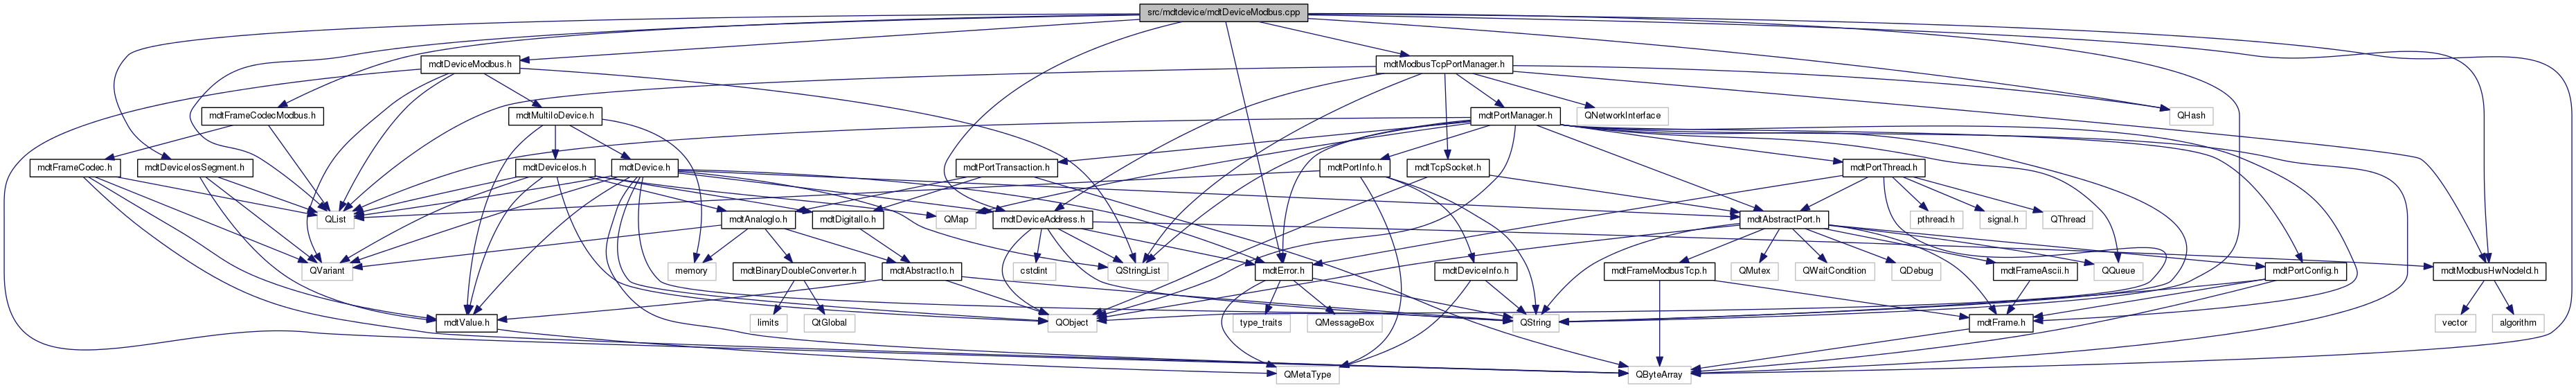 src/mdtdevice/mdtDeviceModbus.cpp
mdtDeviceModbus.h
mdtModbusTcpPortManager.h
mdtFrameCodecModbus.h
mdtMultiIoDevice.h
mdtPortManager.h
QNetworkInterface
QHash
mdtFrameCodec.h
mdtDeviceIosSegment.h
mdtDeviceIos.h
mdtDevice.h
mdtPortTransaction.h
mdtPortInfo.h
mdtTcpSocket.h
mdtPortThread.h
QList
mdtAnalogIo.h
mdtDigitalIo.h
QMap
mdtDeviceAddress.h
mdtAbstractPort.h
pthread.h
signal.h
QThread
QVariant
memory
mdtBinaryDoubleConverter.h
mdtAbstractIo.h
cstdint
QStringList
mdtError.h
mdtDeviceInfo.h
mdtFrameModbusTcp.h
QMutex
QWaitCondition
QDebug
mdtFrameAscii.h
QQueue
mdtPortConfig.h
mdtModbusHwNodeId.h
mdtValue.h
limits
QtGlobal
QObject
type_traits
QMessageBox
QString
mdtFrame.h
vector
algorithm
QMetaType
QByteArray